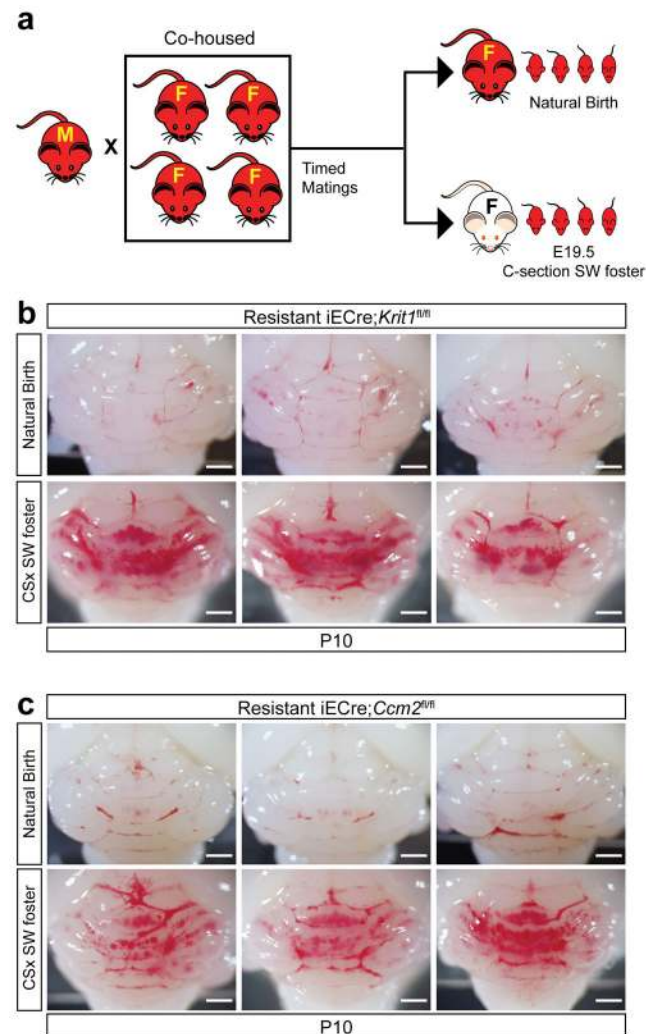 a
Co-housed
M
X
F
F
F
F
Timed
Matings
F
Natural Birth
F
E19.5
C-section SW foster
b
Resistant iECre;Krit1fl/fl
Natural Birth
CSx SW foster
P10
c
Resistant iECre;Ccm2fl/fl
Natural Birth
CSx SW foster
P10